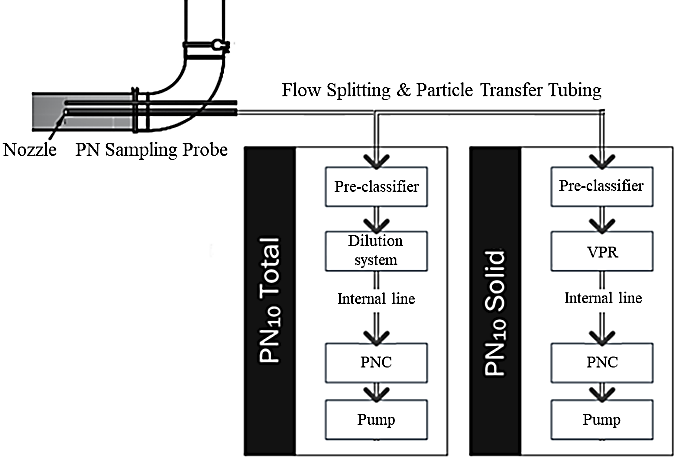 Flow Splitting & Particle Transfer Tubing
Nozzle
PN Sampling Probe
PN10 Total
Pre-classifier
Dilution
system
Internal line
PNC
Pump
PN10 Solid
Pre-classifier
VPR
Internal line
PNC
Pump